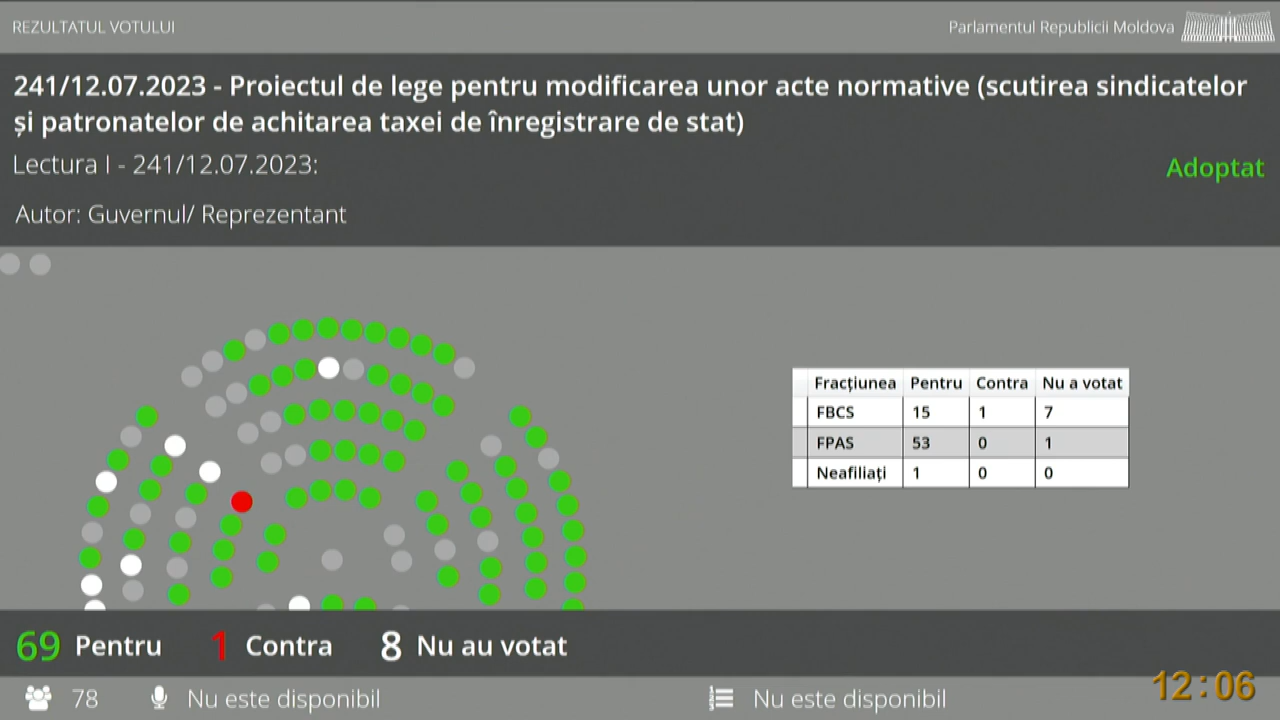 REZULTATUL VOTULUI
Parlamentul Republicii Moldova
241/12.07.2023 - Proiectul de lege pentru modificarea unor acte normative (scutirea sindicatelor
și patronatelor de achitarea taxei de înregistrare de stat)
Lectura I - 241/12.07.2023:
Adoptat
Autor: Guvernul/ Reprezentant
Fracțiunea Pentru Contra Nu a votat
FBCS 15 1 7
FPAS 53 0 1
Neafiliați 1 0 0
69 Pentru 1 Contra 8 Nu au votat
78 Nu este disponibil Nu este disponibil
12:06